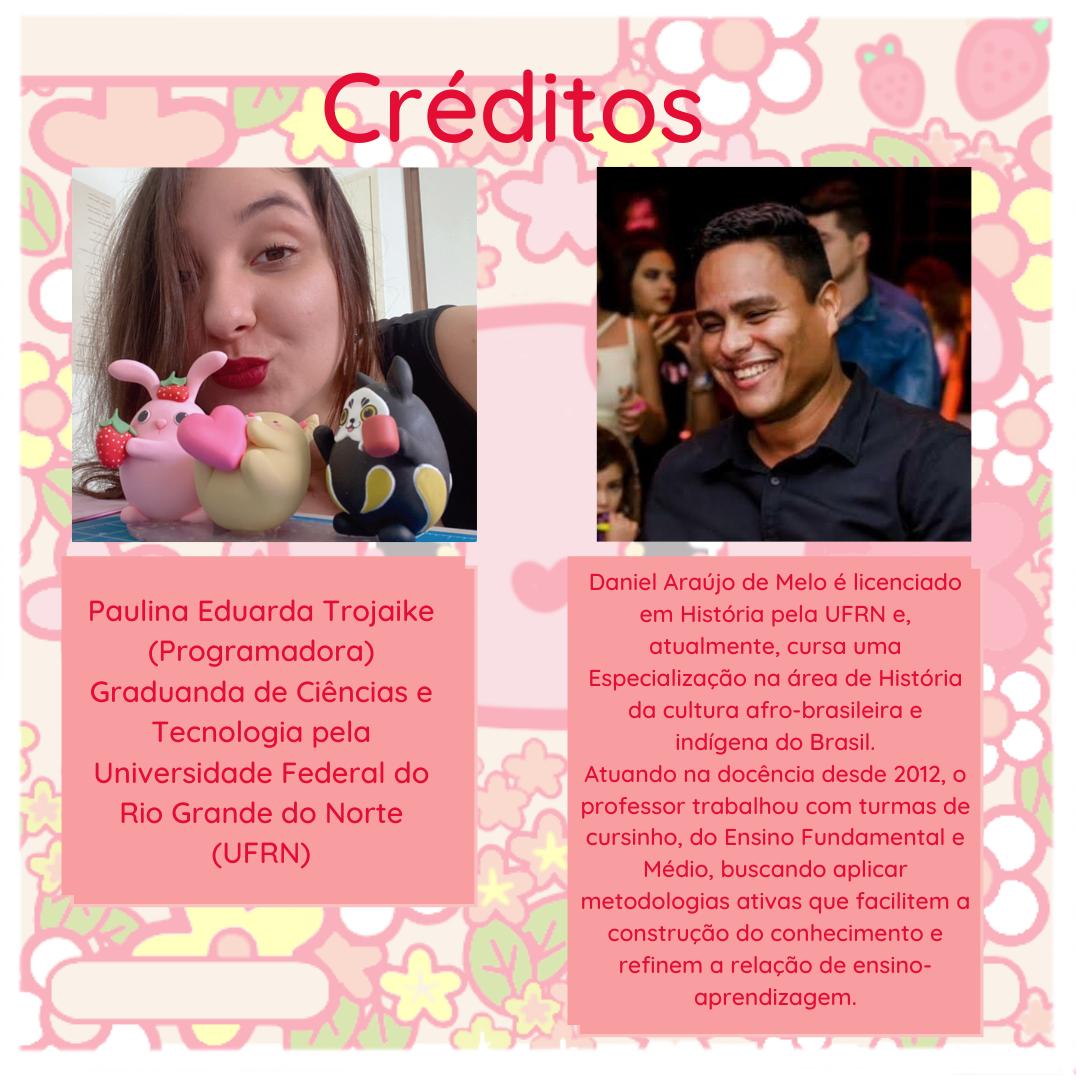 Créditos
Paulina Eduarda Trojaike
(Programadora)
Graduanda de Ciências e
Tecnologia pela
Universidade Federal do
Rio Grande do Norte
(UFRN)
Daniel Araújo de Melo é licenciado
em História pela UFRN e,
atualmente, cursa uma
Especialização na área de História
da cultura afro-brasileira e
indígena do Brasil.
Atuando na docência desde 2012, o
professor trabalhou com turmas de
cursinho, do Ensino Fundamental e
Médio, buscando aplicar
metodologias ativas que facilitem a
construção do conhecimento e
refinem a relação de ensino-
aprendizagem.